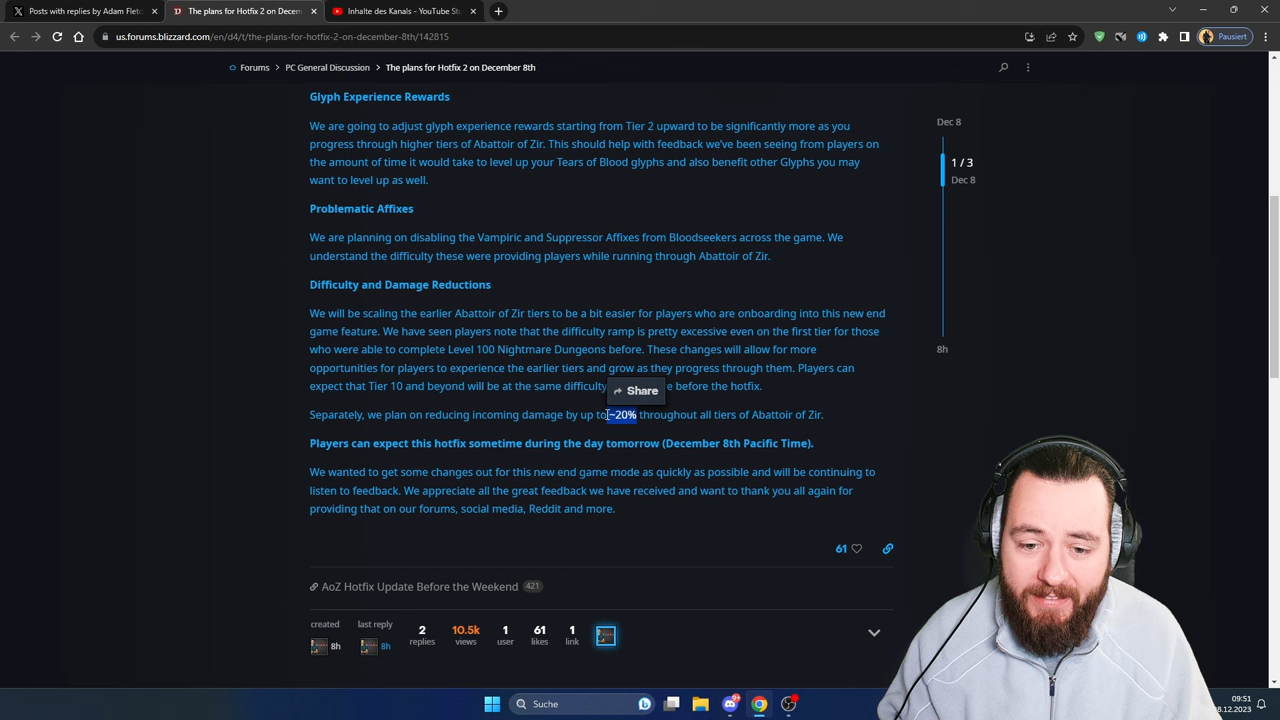 Posts with replies by Adam Fletc
The plans for Hotfix 2 on Decem
Inhalte des Kanals - YouTube Stu
us.forums.blizzard.com/en/d4/t/the-plans-for-hotfix-2-on-december-8th/142815
Pausiert
Forums > PC General Discussion > The plans for Hotfix 2 on December 8th
Glyph Experience Rewards
We are going to adjust glyph experience rewards starting from Tier 2 upward to be significantly more as you
progress through higher tiers of Abattoir of Zir. This should help with feedback we've been seeing from players on
the amount of time it would take to level up your Tears of Blood glyphs and also benefit other Glyphs you may
want to level up as well.
Problematic Affixes
We are planning on disabling the Vampiric and Suppressor Affixes from Bloodseekers across the game. We
understand the difficulty these were providing players while running through Abattoir of Zir.
Difficulty and Damage Reductions
We will be scaling the earlier Abattoir of Zir tiers to be a bit easier for players who are onboarding into this new end
game feature. We have seen players note that the difficulty ramp is pretty excessive even on the first tier for those
who were able to complete Level 100 Nightmare Dungeons before. These changes will allow for more
opportunities for players to experience the earlier tiers and grow as they progress through them. Players can
expect that Tier 10 and beyond will be at the same difficulty e before the hotfix.
Share
Separately, we plan on reducing incoming damage by up to ~20% throughout all tiers of Abattoir of Zir.
Players can expect this hotfix sometime during the day tomorrow (December 8th Pacific Time).
We wanted to get some changes out for this new end game mode as quickly as possible and will be continuing to
listen to feedback. We appreciate all the great feedback we have received and want to thank you all again for
providing that on our forums, social media, Reddit and more.
61
AoZ Hotfix Update Before the Weekend 421
created last reply 2 10.5k 1 61 1
8h 8h replies views user likes link
Dec 8
1 / 3
Dec 8
8h
Suche
09:51
8.12.2023